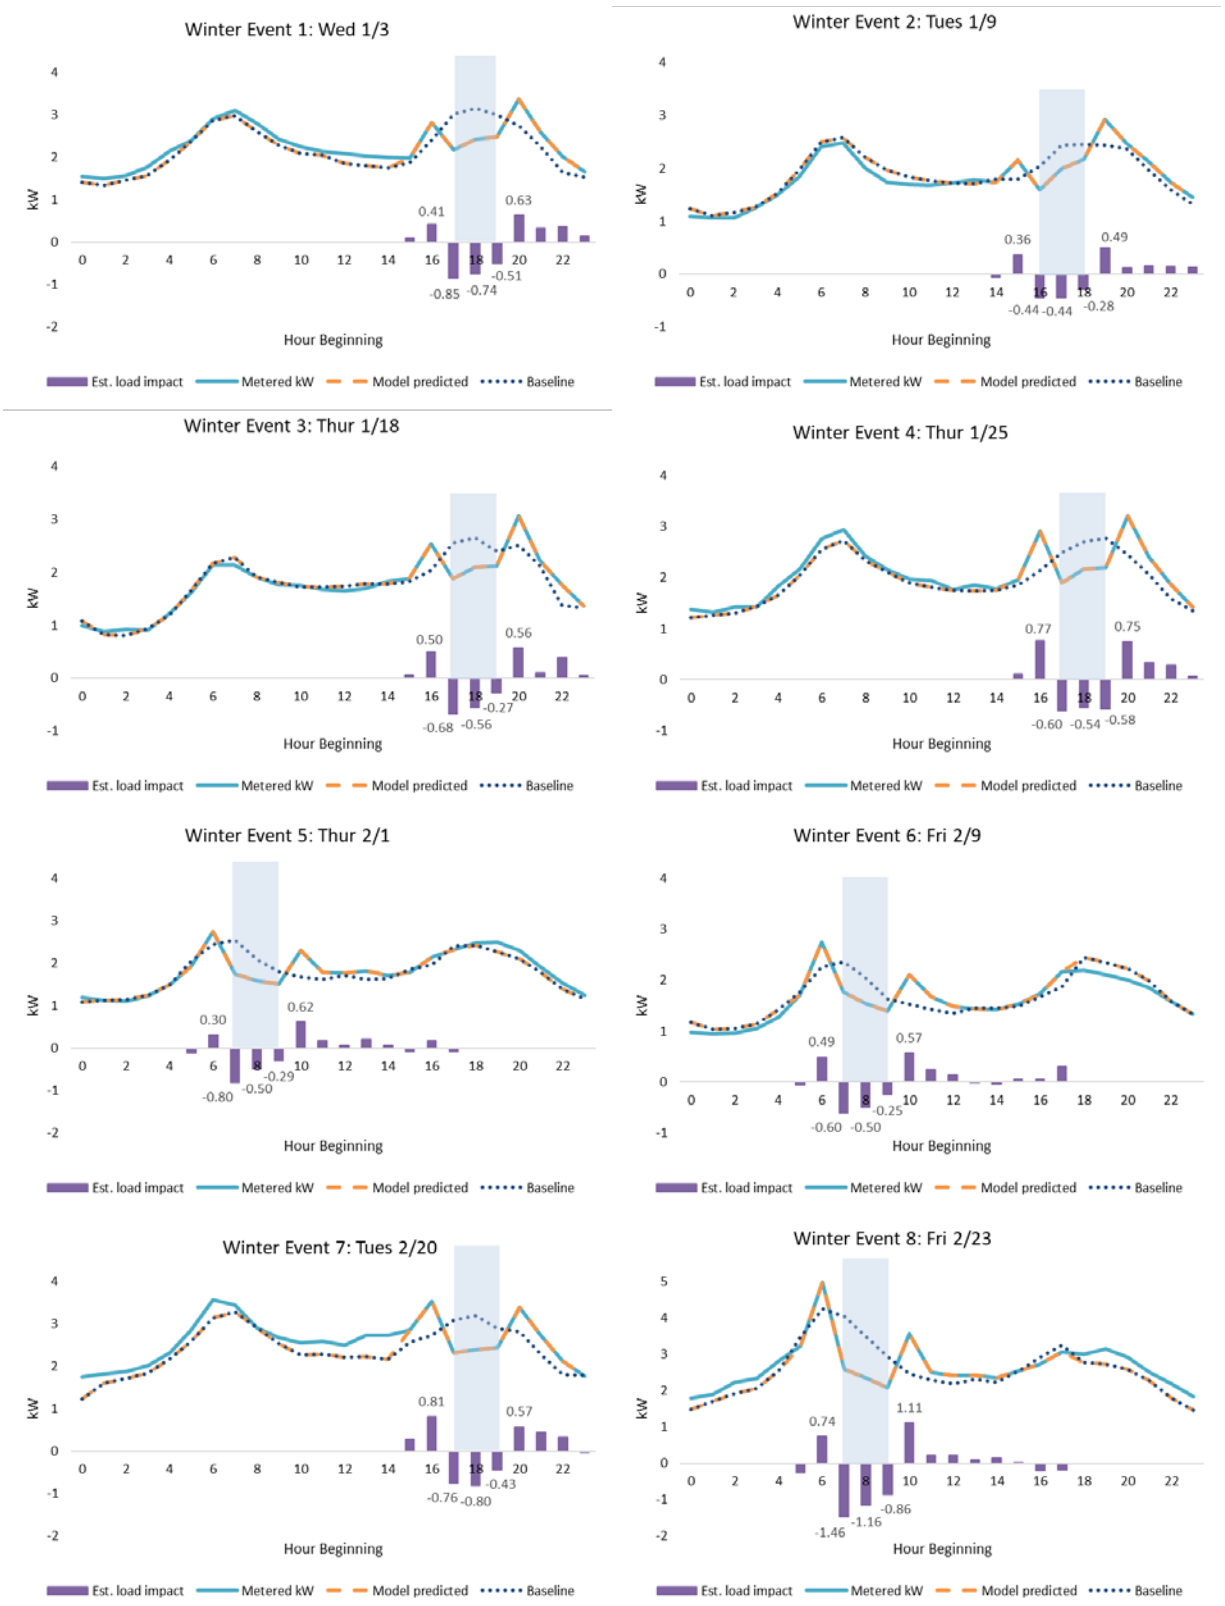 Winter Event 1: Wed 1/3
4
3
2
1
0
-1
-2
kW
0.41
0.63
0 2 4 6 8 10 12 14 16 18 20 22
-0.85 -0.74 -0.51
Hour Beginning
Est. load impact Metered kW Model predicted Baseline
Winter Event 2: Tues 1/9
4
3
2
1
0
-1
kW
0.36
0.49
0 2 4 6 8 10 12 14 16 18 20 22
-0.44 -0.44 -0.28
Hour Beginning
Est. load impact Metered kW Model predicted Baseline
Winter Event 3: Thur 1/18
4
3
2
1
0
-1
kW
0.50
0.56
0 2 4 6 8 10 12 14 16 18 20 22
-0.68 -0.56 -0.27
Hour Beginning
Est. load impact Metered kW Model predicted Baseline
Winter Event 4: Thur 1/25
4
3
2
1
0
-1
kW
0.77
0.75
0 2 4 6 8 10 12 14 16 18 20 22
-0.60 -0.54 -0.58
Hour Beginning
Est. load impact Metered kW Model predicted Baseline
Winter Event 5: Thur 2/1
4
3
2
1
0
-1
-2
kW
0.30
0.62
0 2 4 6 8 10 12 14 16 18 20 22
-0.80 -0.50 -0.29
Hour Beginning
Est. load impact Metered kW Model predicted Baseline
Winter Event 6: Fri 2/9
4
3
2
1
0
-1
kW
0.49
0.57
0 2 4 6 8 10 12 14 16 18 20 22
-0.60 -0.50 -0.25
Hour Beginning
Est. load impact Metered kW Model predicted Baseline
Winter Event 7: Tues 2/20
4
3
2
1
0
-1
-2
kW
0.81
0.57
0 2 4 6 8 10 12 14 16 18 20 22
-0.76 -0.80 -0.43
Hour Beginning
Est. load impact Metered kW Model predicted Baseline
Winter Event 8: Fri 2/23
5
4
3
2
1
0
-1
-2
kW
0.74
1.11
0 2 4 6 8 10 12 14 16 18 20 22
-1.46 -1.16 -0.86
Hour Beginning
Est. load impact Metered kW Model predicted Baseline